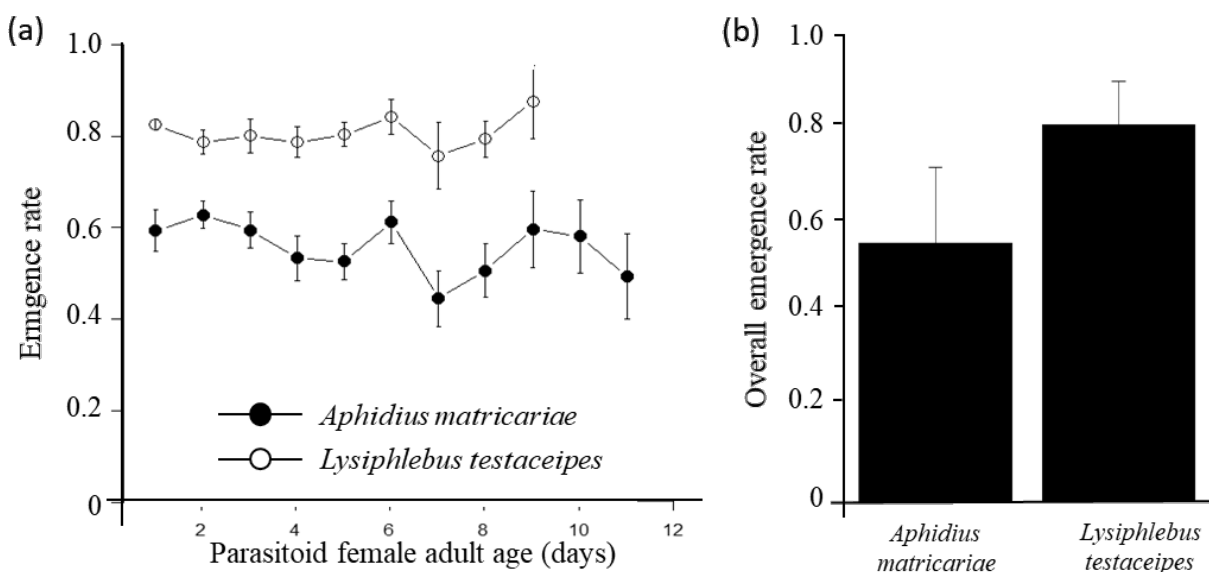 (a)
1.0
0.8
0.6
0.4
0.2
0
Ermgence rate
Aphidius matricariae
Lysiphlebus testaceipes
2 4 6 8 10 12
Parasitoid female adult age (days)
(b)
1.0
0.8
0.6
0.4
0.2
0
Overall emergence rate
Aphidius
matricariae
Lysiphlebus
testaceipes